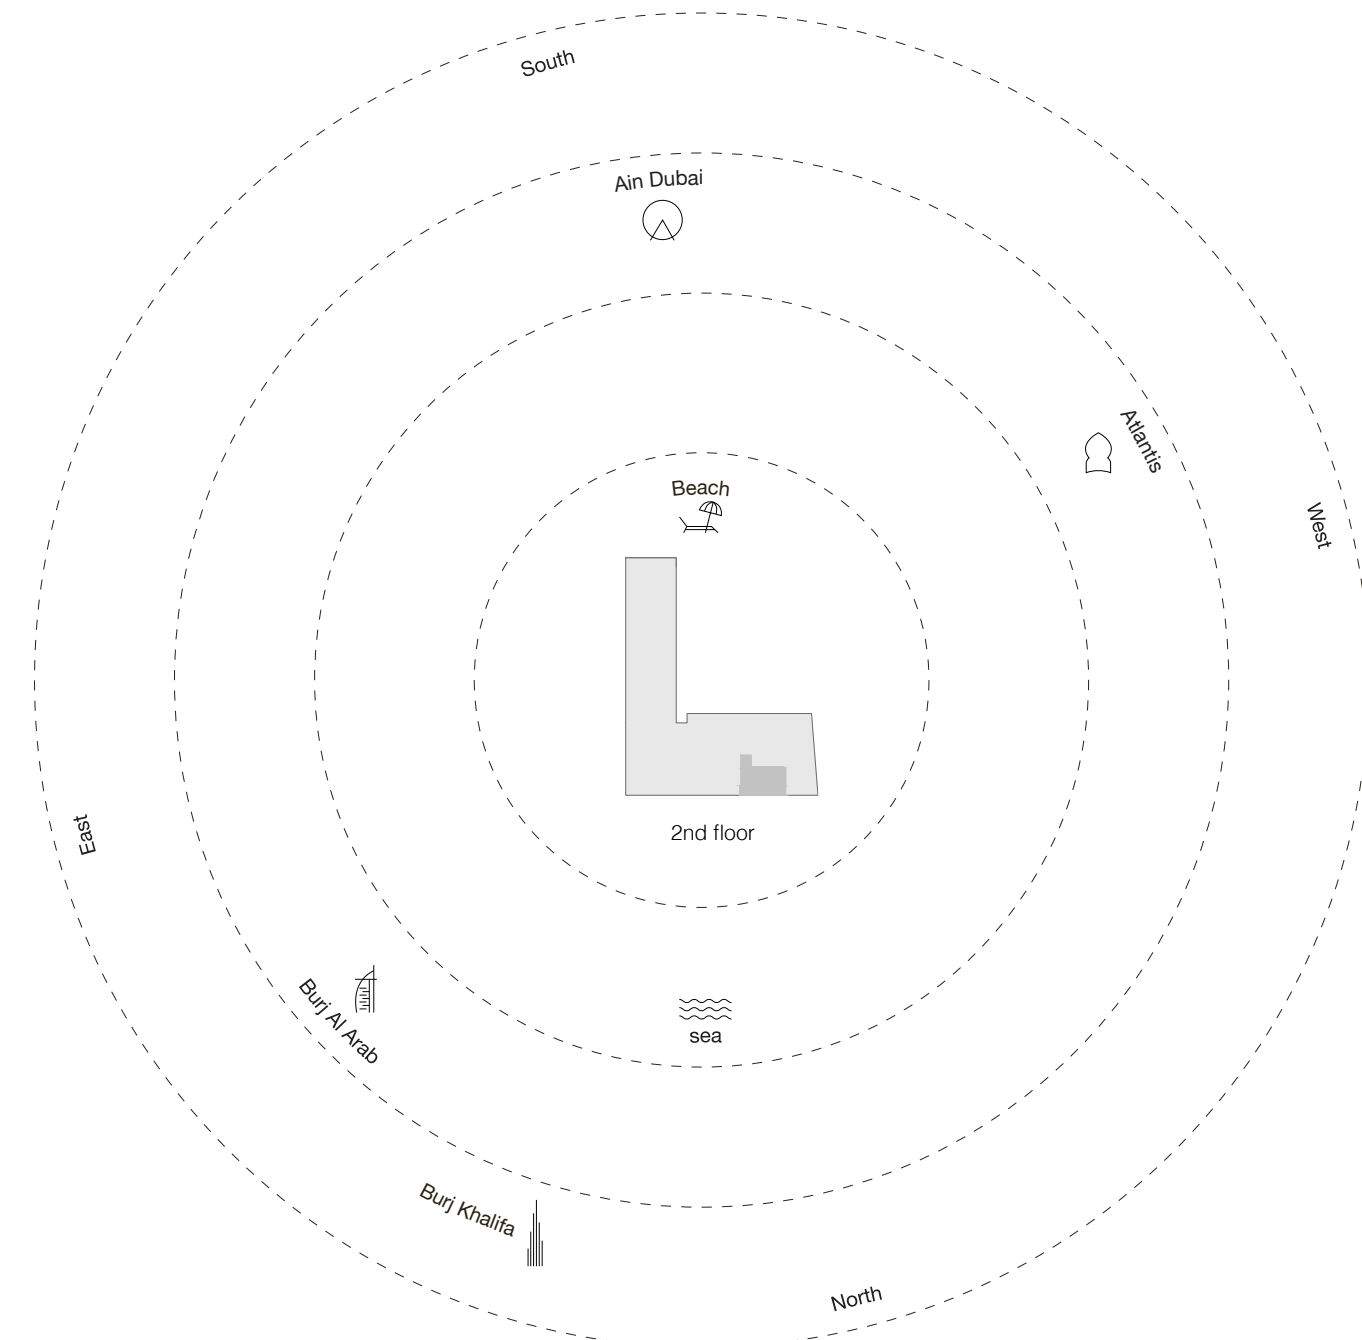 South
Ain Dubai
Atlantis
Beach
West
2nd floor
East
Burj Al Arab
sea
Burj Khalifa
North